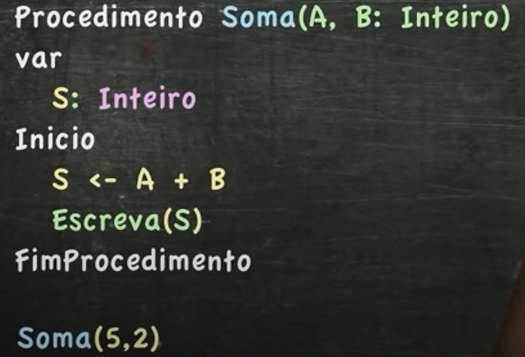 Procedimento Soma(A, B: Inteiro)
var
S: Inteiro
Inicio
S <- A + B
Escreva(S)
FimProcedimento
Soma(5,2)